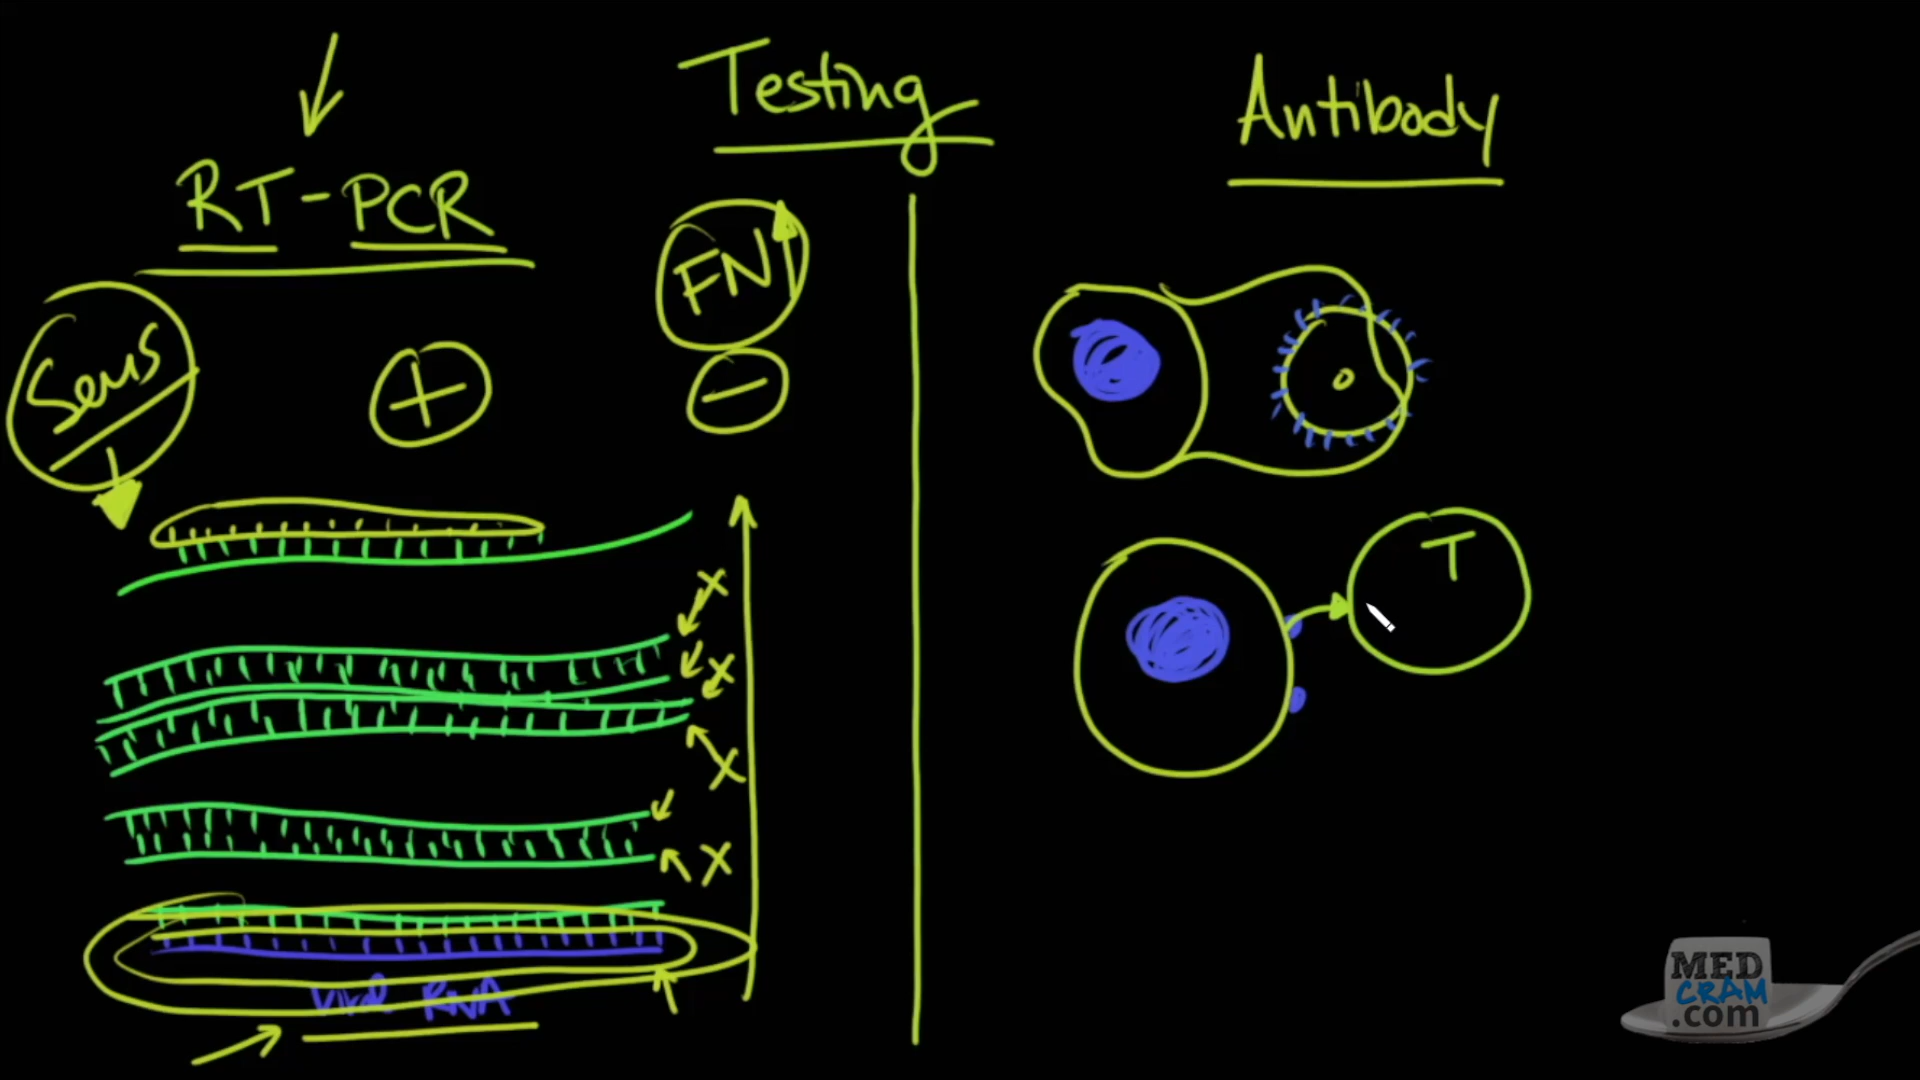 Testing
Antibody
RT-PCR
FN
Sens
+
-
T
X
X
X
X
Viral RNA
MED
CRAM
.com